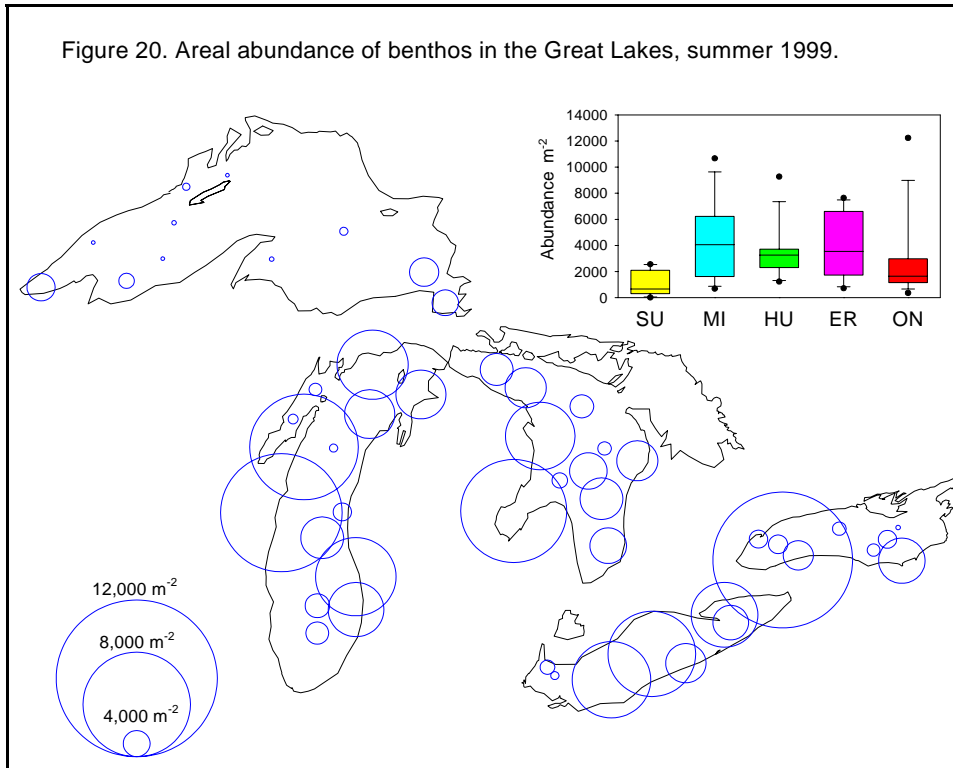 Figure 20. Areal abundance of benthos in the Great Lakes, summer 1999.
Abundance m⁻²
14000
12000
10000
8000
6000
4000
2000
0
SU MI HU ER ON
12,000 m⁻²
8,000 m⁻²
4,000 m⁻²